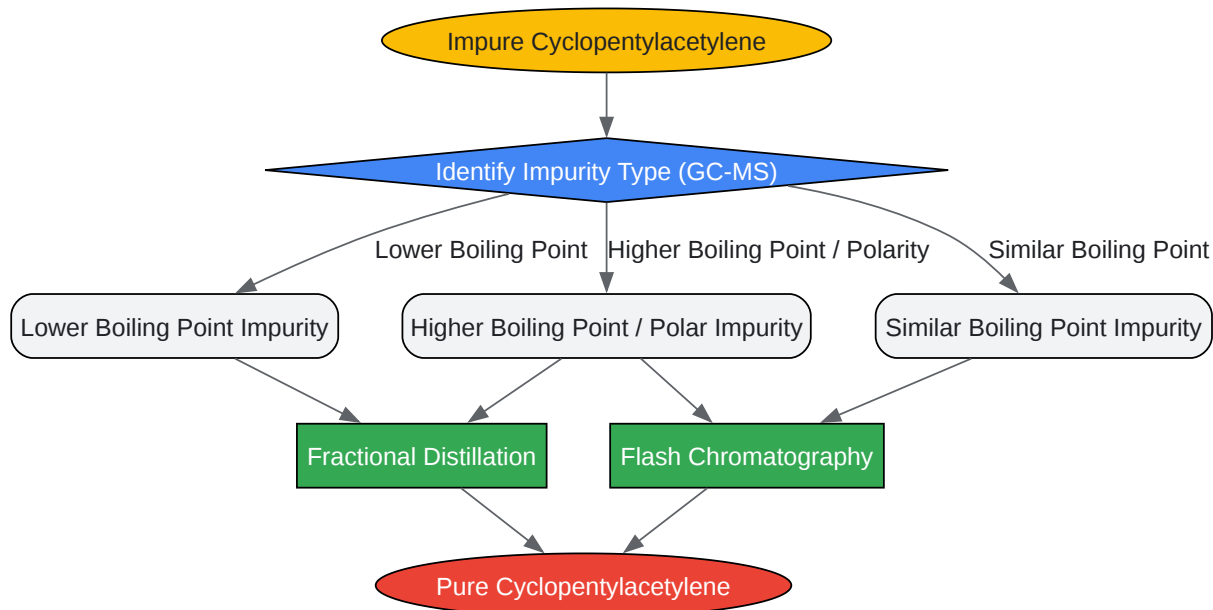 Impure Cyclopentylacetylene
Identify Impurity Type (GC-MS)
Lower Boiling Point
Higher Boiling Point / Polarity
Similar Boiling Point
Lower Boiling Point Impurity
Higher Boiling Point / Polar Impurity
Similar Boiling Point Impurity
Fractional Distillation
Flash Chromatography
Pure Cyclopentylacetylene